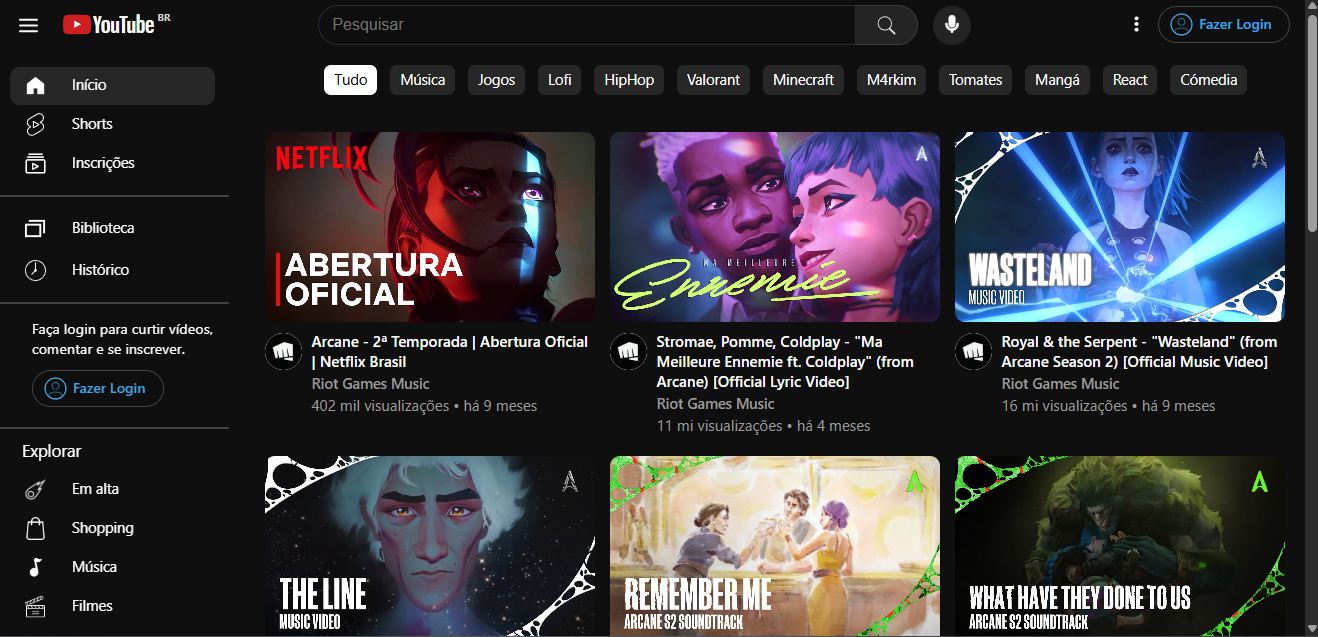 YouTube BR
Pesquisar
Fazer Login
Início
Shorts
Inscrições
Biblioteca
Histórico
Faça login para curtir vídeos,
comentar e se inscrever.
Fazer Login
Explorar
Em alta
Shopping
Música
Filmes
Tudo Música Jogos Lofi HipHop Valorant Minecraft M4rkim Tomates Mangá React Cómedia
NETFLIX
ABERTURA
OFICIAL
Arcane - 2ª Temporada | Abertura Oficial
| Netflix Brasil
Riot Games Music
402 mil visualizações • há 9 meses
MA MEILLEURE
Ennemie
Stromae, Pomme, Coldplay - "Ma
Meilleure Ennemie ft. Coldplay" (from
Arcane) [Official Lyric Video]
Riot Games Music
11 mi visualizações • há 4 meses
WASTELAND
MUSIC VIDEO
Royal & the Serpent - "Wasteland" (from
Arcane Season 2) [Official Music Video]
Riot Games Music
16 mi visualizações • há 9 meses
THE LINE
MUSIC VIDEO
REMEMBER ME
ARCANE S2 SOUNDTRACK
WHAT HAVE THEY DONE TO US
ARCANE S2 SOUNDTRACK